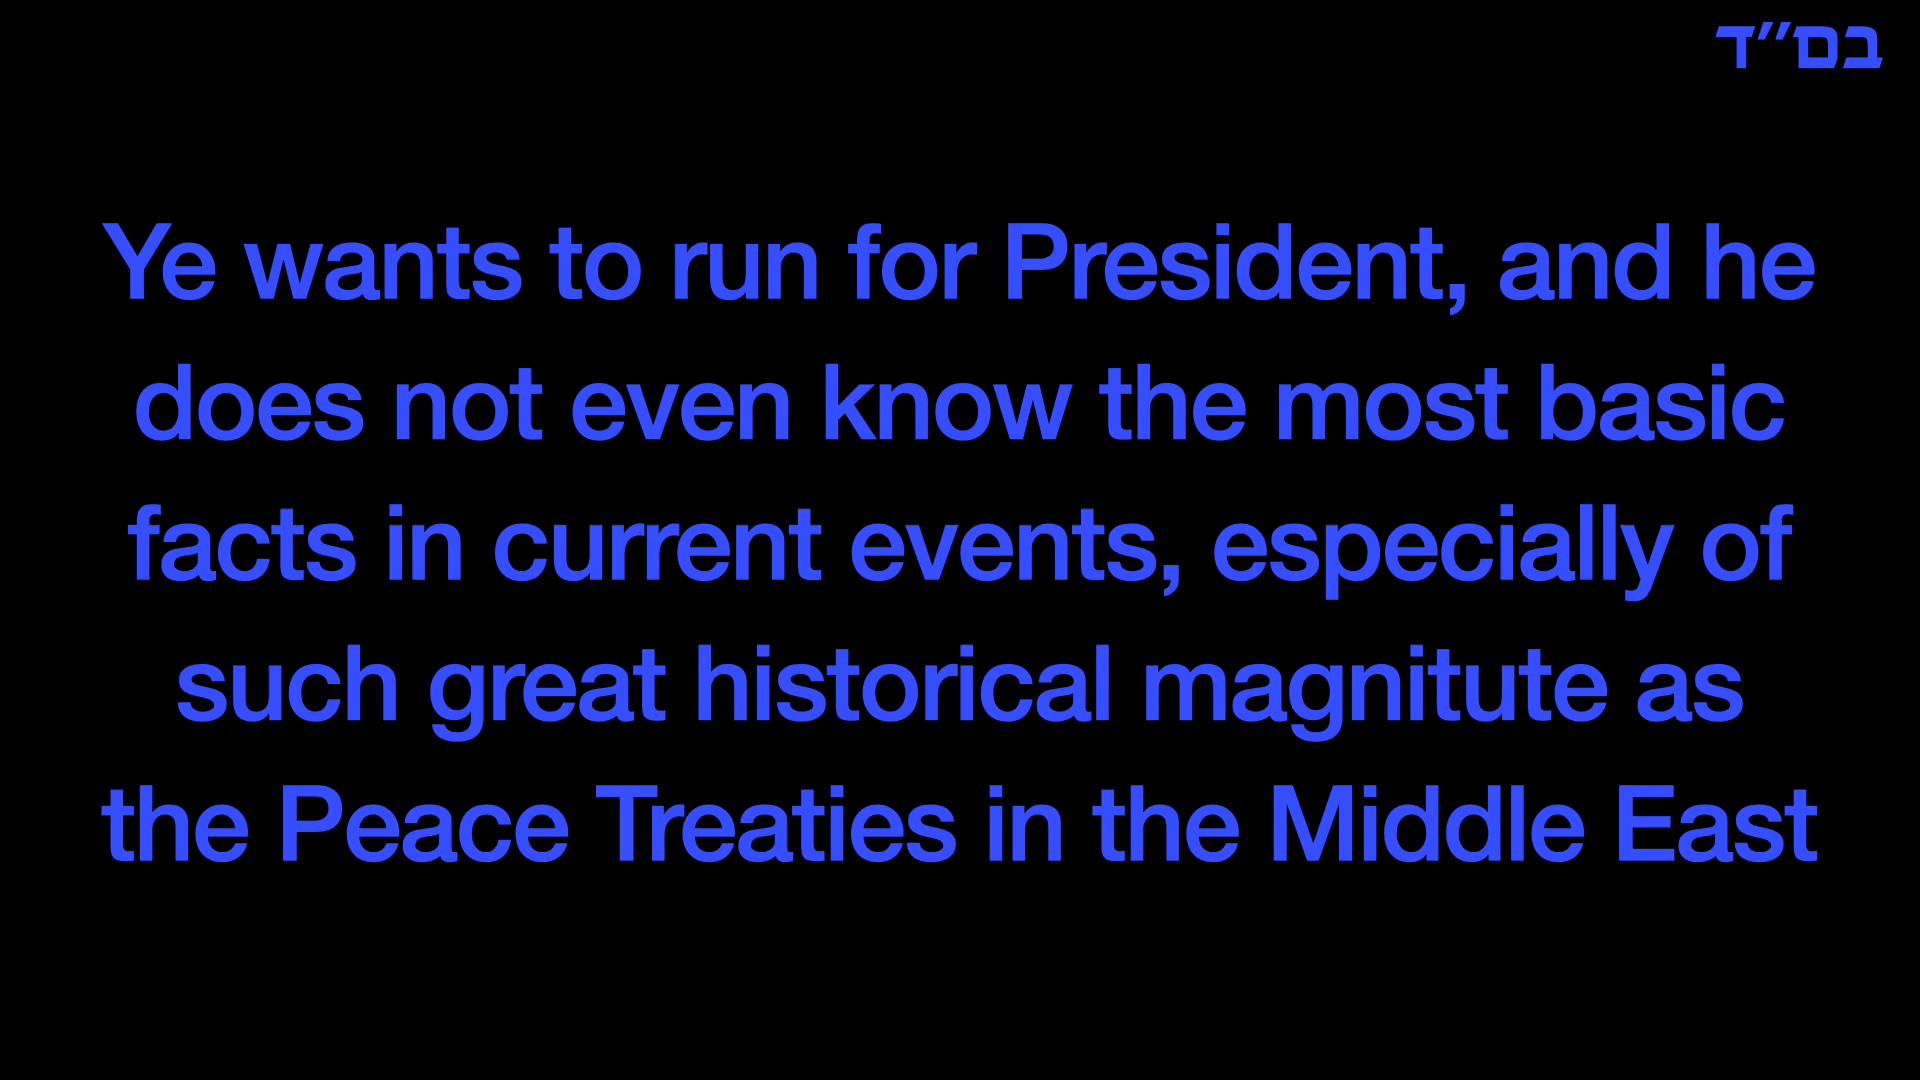 בס״ד
Ye wants to run for President, and he
does not even know the most basic
facts in current events, especially of
such great historical magnitute as
the Peace Treaties in the Middle East